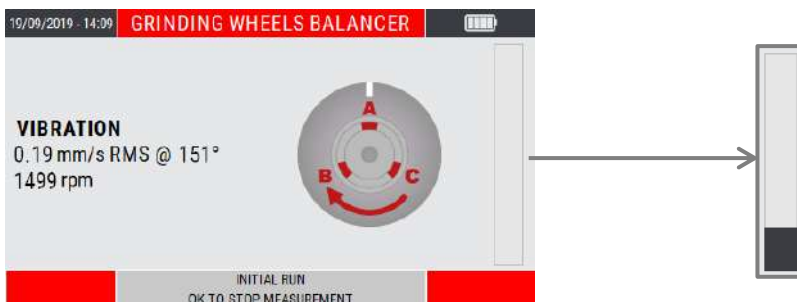 19/09/2019 - 14:09 GRINDING WHEELS BALANCER
A
VIBRATION
0.19 mm/s RMS @ 151°
1499 rpm
B C
INITIAL RUN
OK TO STOP MEASUREMENT